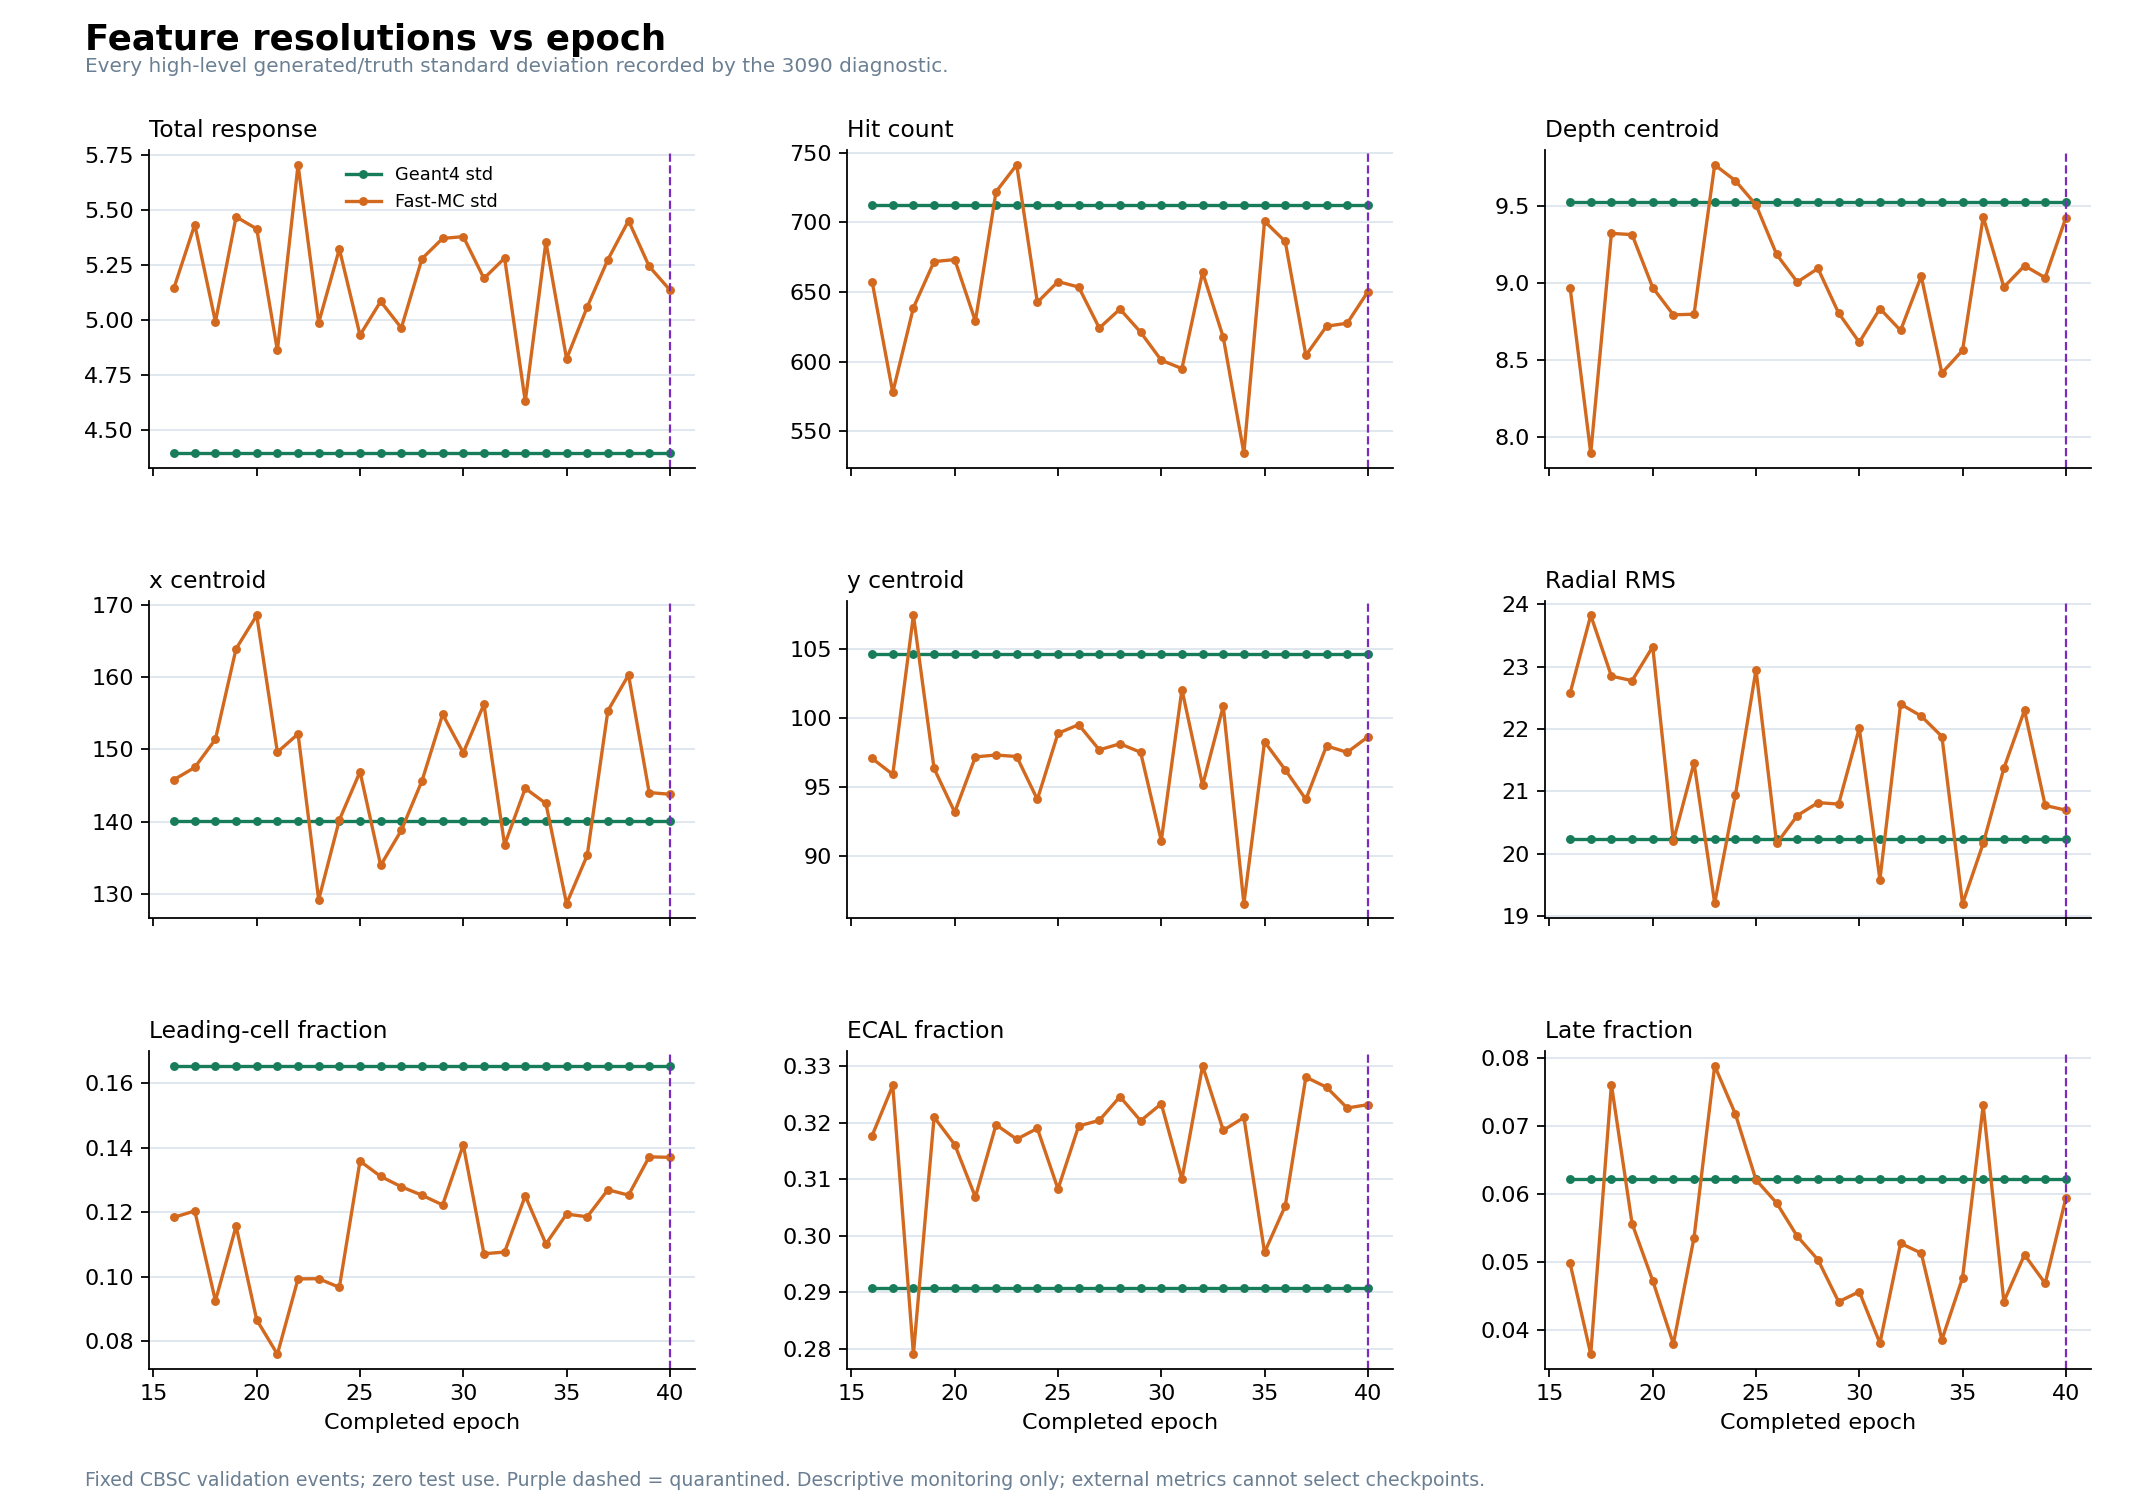 Feature resolutions vs epoch
Every high-level generated/truth standard deviation recorded by the 3090 diagnostic.
Total response
Geant4 std
Fast-MC std
5.75
5.50
5.25
5.00
4.75
4.50
Hit count
750
700
650
600
550
Depth centroid
9.5
9.0
8.5
8.0
x centroid
170
160
150
140
130
y centroid
105
100
95
90
Radial RMS
24
23
22
21
20
19
Leading-cell fraction
0.16
0.14
0.12
0.10
0.08
15 20 25 30 35 40
Completed epoch
ECAL fraction
0.33
0.32
0.31
0.30
0.29
0.28
15 20 25 30 35 40
Completed epoch
Late fraction
0.08
0.07
0.06
0.05
0.04
15 20 25 30 35 40
Completed epoch
Fixed CBSC validation events; zero test use. Purple dashed = quarantined. Descriptive monitoring only; external metrics cannot select checkpoints.